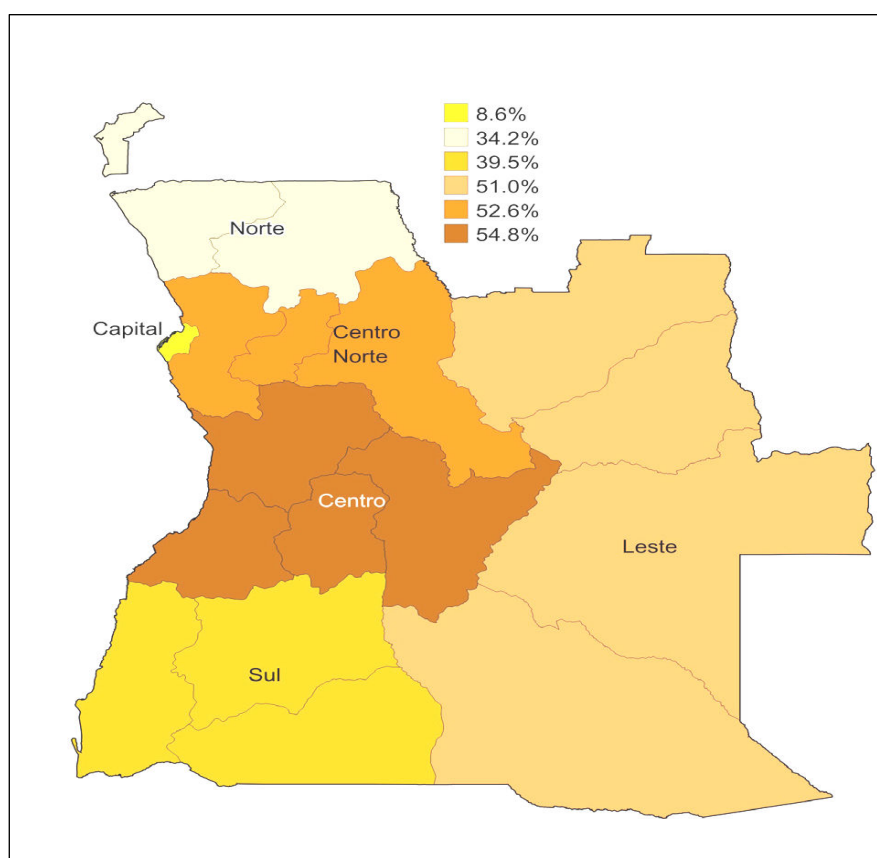 8.6%
34.2%
39.5%
51.0%
52.6%
54.8%
Norte
Capital
Centro
Norte
Centro
Leste
Sul